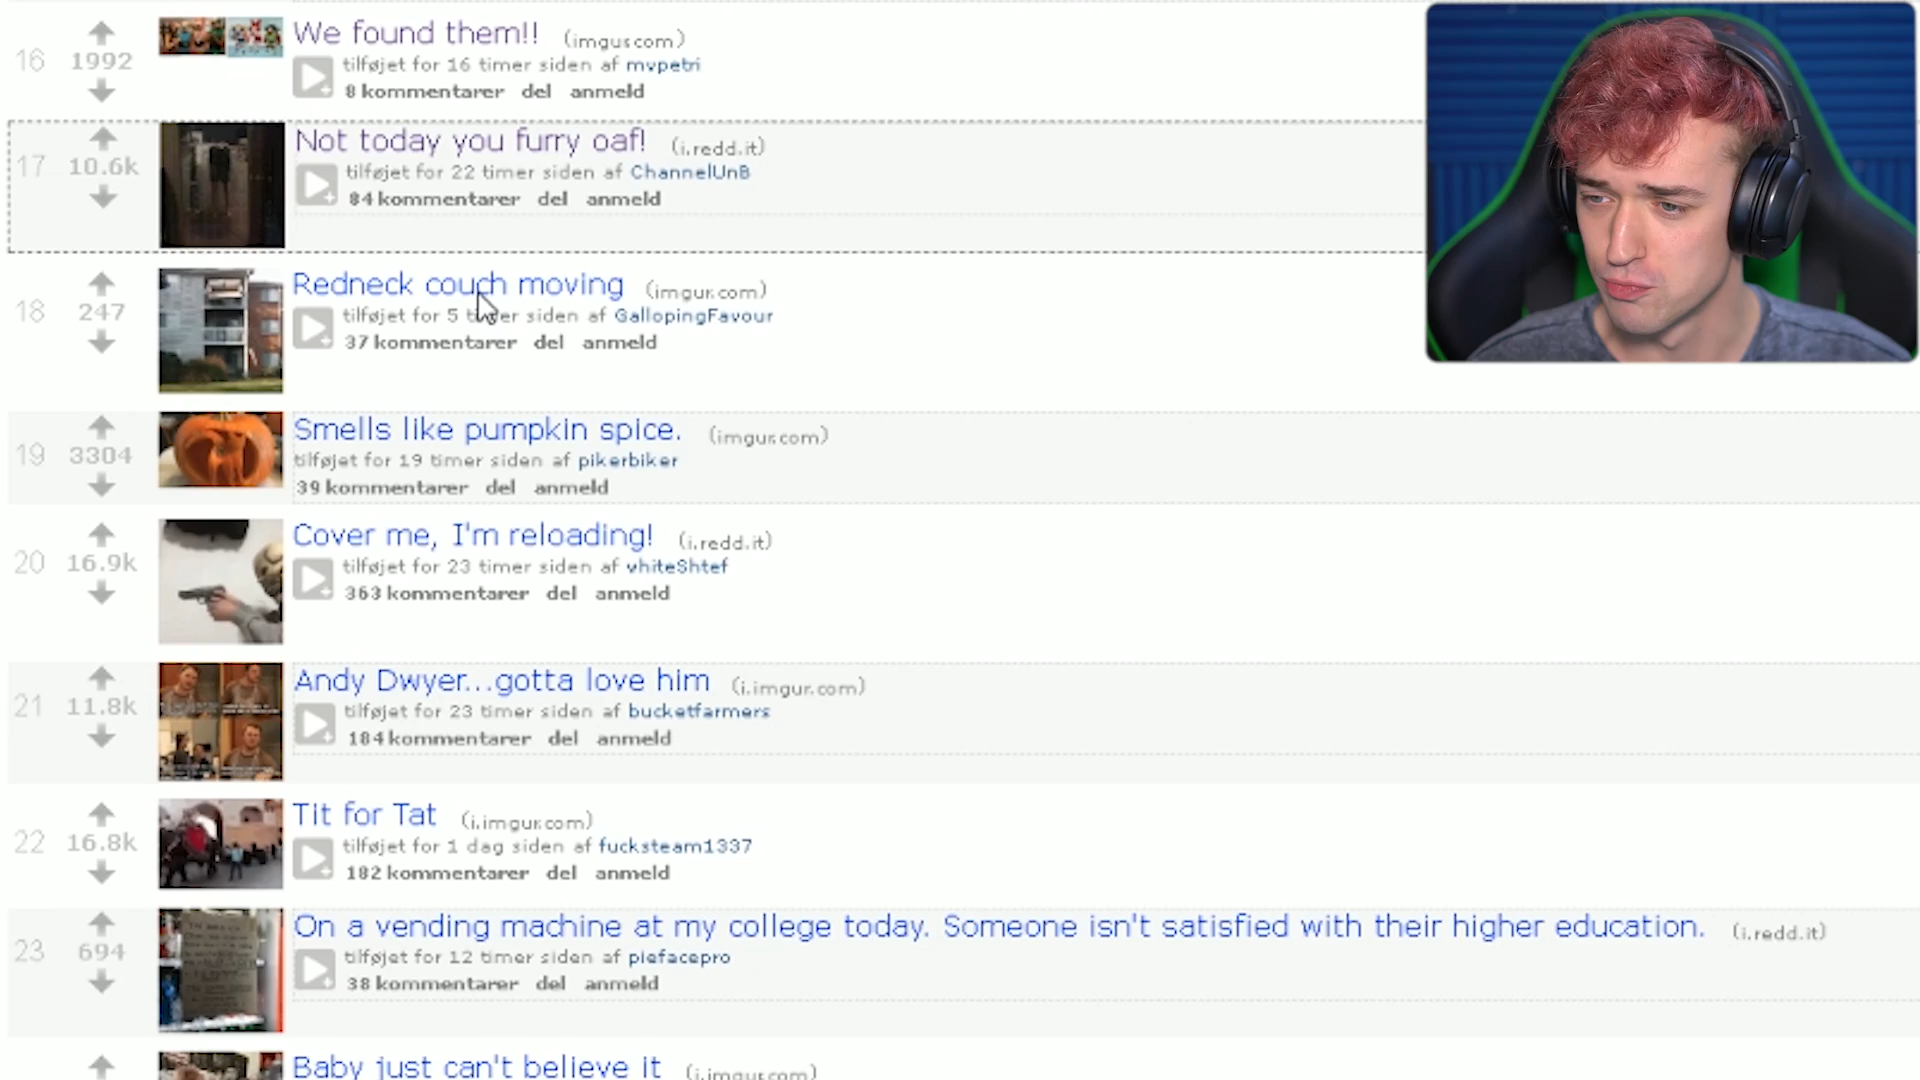 16
1992
We found them!! (imgur.com)
tilføjet for 16 timer siden af mvpetri
8 kommentarer del anmeld
17
10.6k
Not today you furry oaf! (i.redd.it)
tilføjet for 22 timer siden af ChannelUnB
84 kommentarer del anmeld
18
247
Redneck couch moving (imgur.com)
tilføjet for 5 timer siden af GallopingFavour
37 kommentarer del anmeld
19
3304
Smells like pumpkin spice. (imgur.com)
tilføjet for 19 timer siden af pikerbiker
39 kommentarer del anmeld
20
16.9k
Cover me, I'm reloading! (i.redd.it)
tilføjet for 23 timer siden af vhiteShtef
363 kommentarer del anmeld
21
11.8k
Andy Dwyer...gotta love him (i.imgur.com)
tilføjet for 23 timer siden af bucketfarmers
184 kommentarer del anmeld
22
16.8k
Tit for Tat (i.imgur.com)
tilføjet for 1 dag siden af fucksteam1337
182 kommentarer del anmeld
23
694
On a vending machine at my college today. Someone isn't satisfied with their higher education. (i.redd.it)
tilføjet for 12 timer siden af piefacepro
38 kommentarer del anmeld
Baby just can't believe it (i.imgur.com)